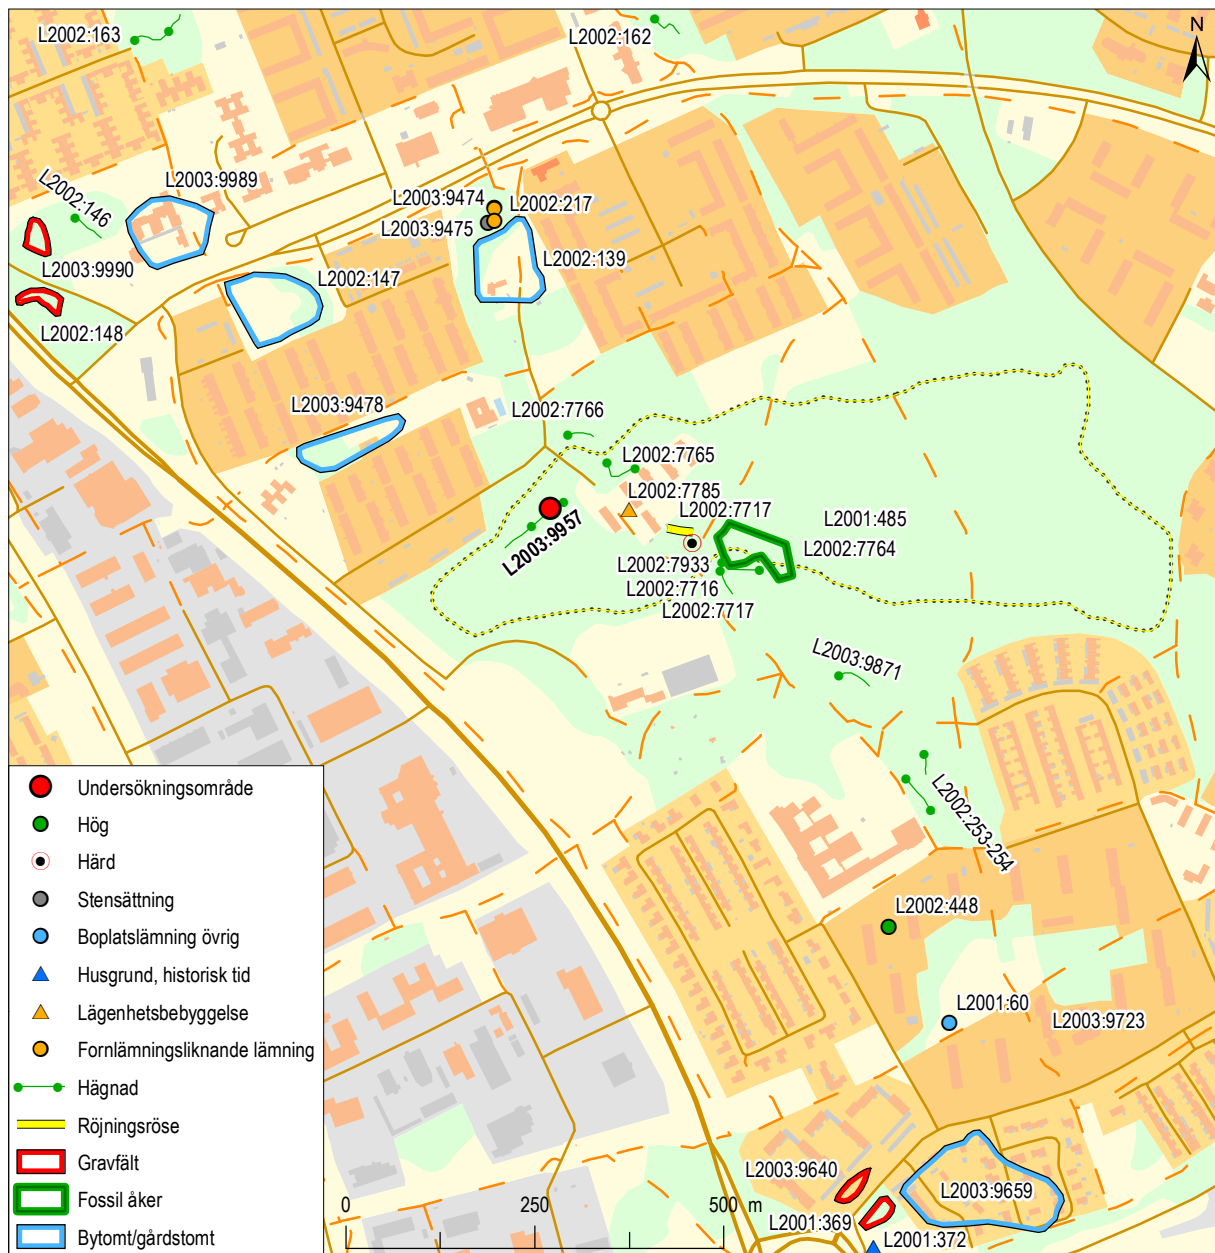 L2002:163
L2002:162
N
L2002:146
L2003:9989
L2003:9474
L2002:217
L2003:9475
L2002:139
L2003:9990
L2002:147
L2002:148
L2003:9478
L2002:7766
L2002:7765
L2002:7785
L2002:7717
L2001:485
L2003:9957
L2002:7764
L2002:7933
L2002:7716
L2002:7717
L2003:9871
L2002:253-254
L2002:448
L2001:60
L2003:9723
L2003:9640
L2003:9659
L2001:369
L2001:372
Undersökningsområde
Hög
Härd
Stensättning
Boplatslämning övrig
Husgrund, historisk tid
Lägenhetsbebyggelse
Fornlämningsliknande lämning
Hägnad
Röjningsröse
Gravfält
Fossil åker
Bytomt/gårdstomt
0 250 500 m